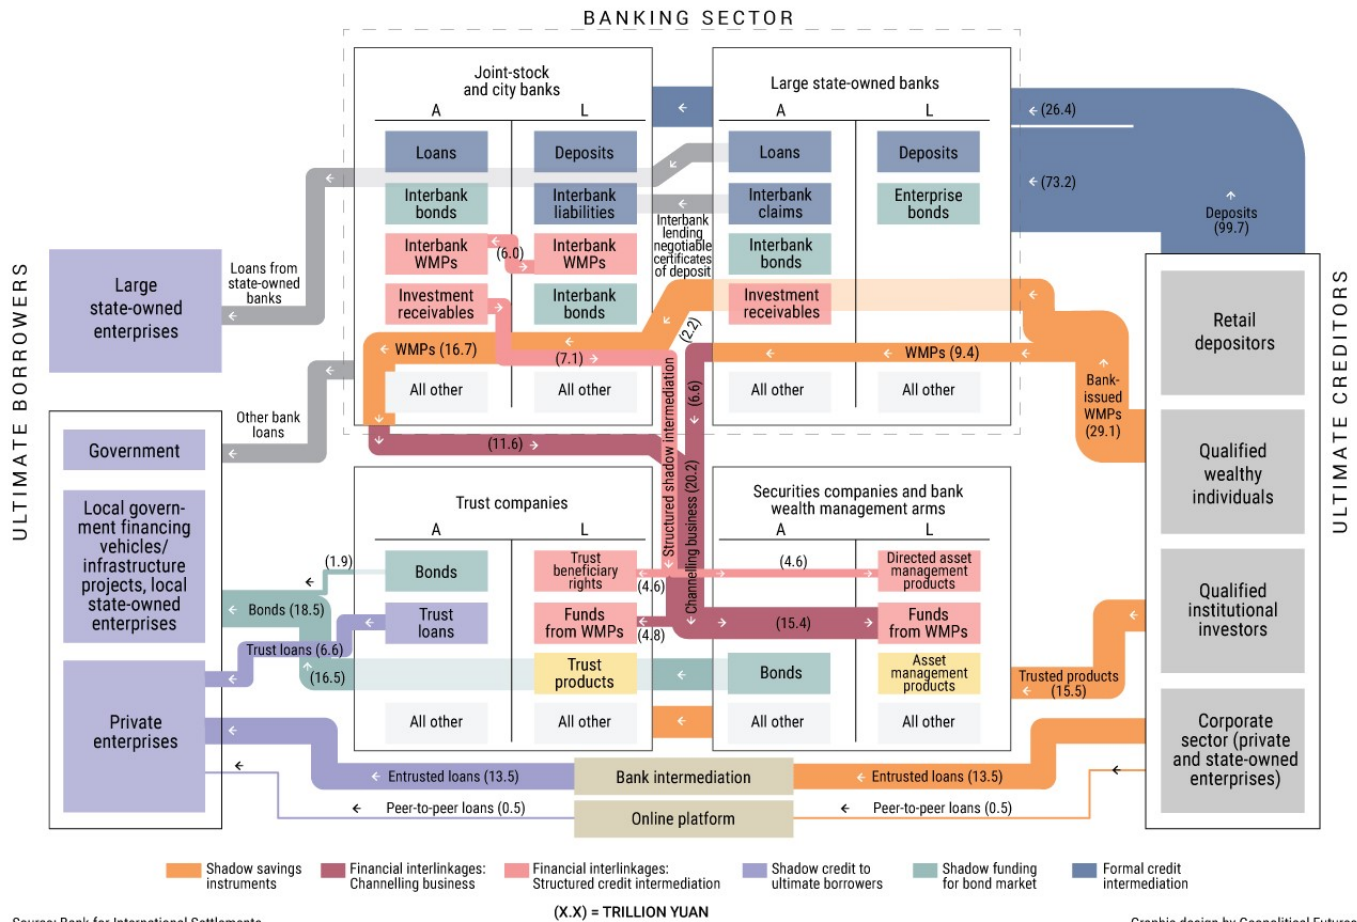 BANKING SECTOR
Joint-stock
and city banks
A
L
Loans
Deposits
Interbank
bonds
Interbank
liabilities
Interbank
WMPs
(6.0)
Interbank
WMPs
Investment
receivables
Interbank
bonds
WMPs (16.7)
(7.1)
All other
All other
Large state-owned banks
A
L
Loans
Deposits
Interbank
claims
Enterprise
bonds
Interbank
bonds
Investment
receivables
WMPs (9.4)
All other
All other
Interbank
lending
negotiable
certificates
of deposit
(2.2)
(6.6)
(11.6)
Structured shadow intermediation
Channelling business (20.2)
(26.4)
(73.2)
Deposits
(99.7)
Bank-
issued
WMPs
(29.1)
ULTIMATE BORROWERS
Large
state-owned
enterprises
Loans from
state-owned
banks
Other bank
loans
Government
Local govern-
ment financing
vehicles/
infrastructure
projects, local
state-owned
enterprises
Private
enterprises
(1.9)
Bonds (18.5)
Trust loans (6.6)
(16.5)
Trust companies
A
L
Bonds
Trust
beneficiary
rights
(4.6)
Trust
loans
Funds
from WMPs
(4.8)
Trust
products
All other
All other
Securities companies and bank
wealth management arms
A
L
(4.6)
Directed asset
management
products
(15.4)
Funds
from WMPs
Bonds
Asset
management
products
All other
All other
Trusted products
(15.5)
ULTIMATE CREDITORS
Retail
depositors
Qualified
wealthy
individuals
Qualified
institutional
investors
Corporate
sector (private
and state-owned
enterprises)
Entrusted loans (13.5)
Bank intermediation
Entrusted loans (13.5)
Peer-to-peer loans (0.5)
Online platform
Peer-to-peer loans (0.5)
Shadow savings
instruments
Financial interlinkages:
Channelling business
Financial interlinkages:
Structured credit intermediation
Shadow credit to
ultimate borrowers
Shadow funding
for bond market
Formal credit
intermediation
(X.X) = TRILLION YUAN
Source: Bank for International Settlements
Graphic design by Geopolitical Futures